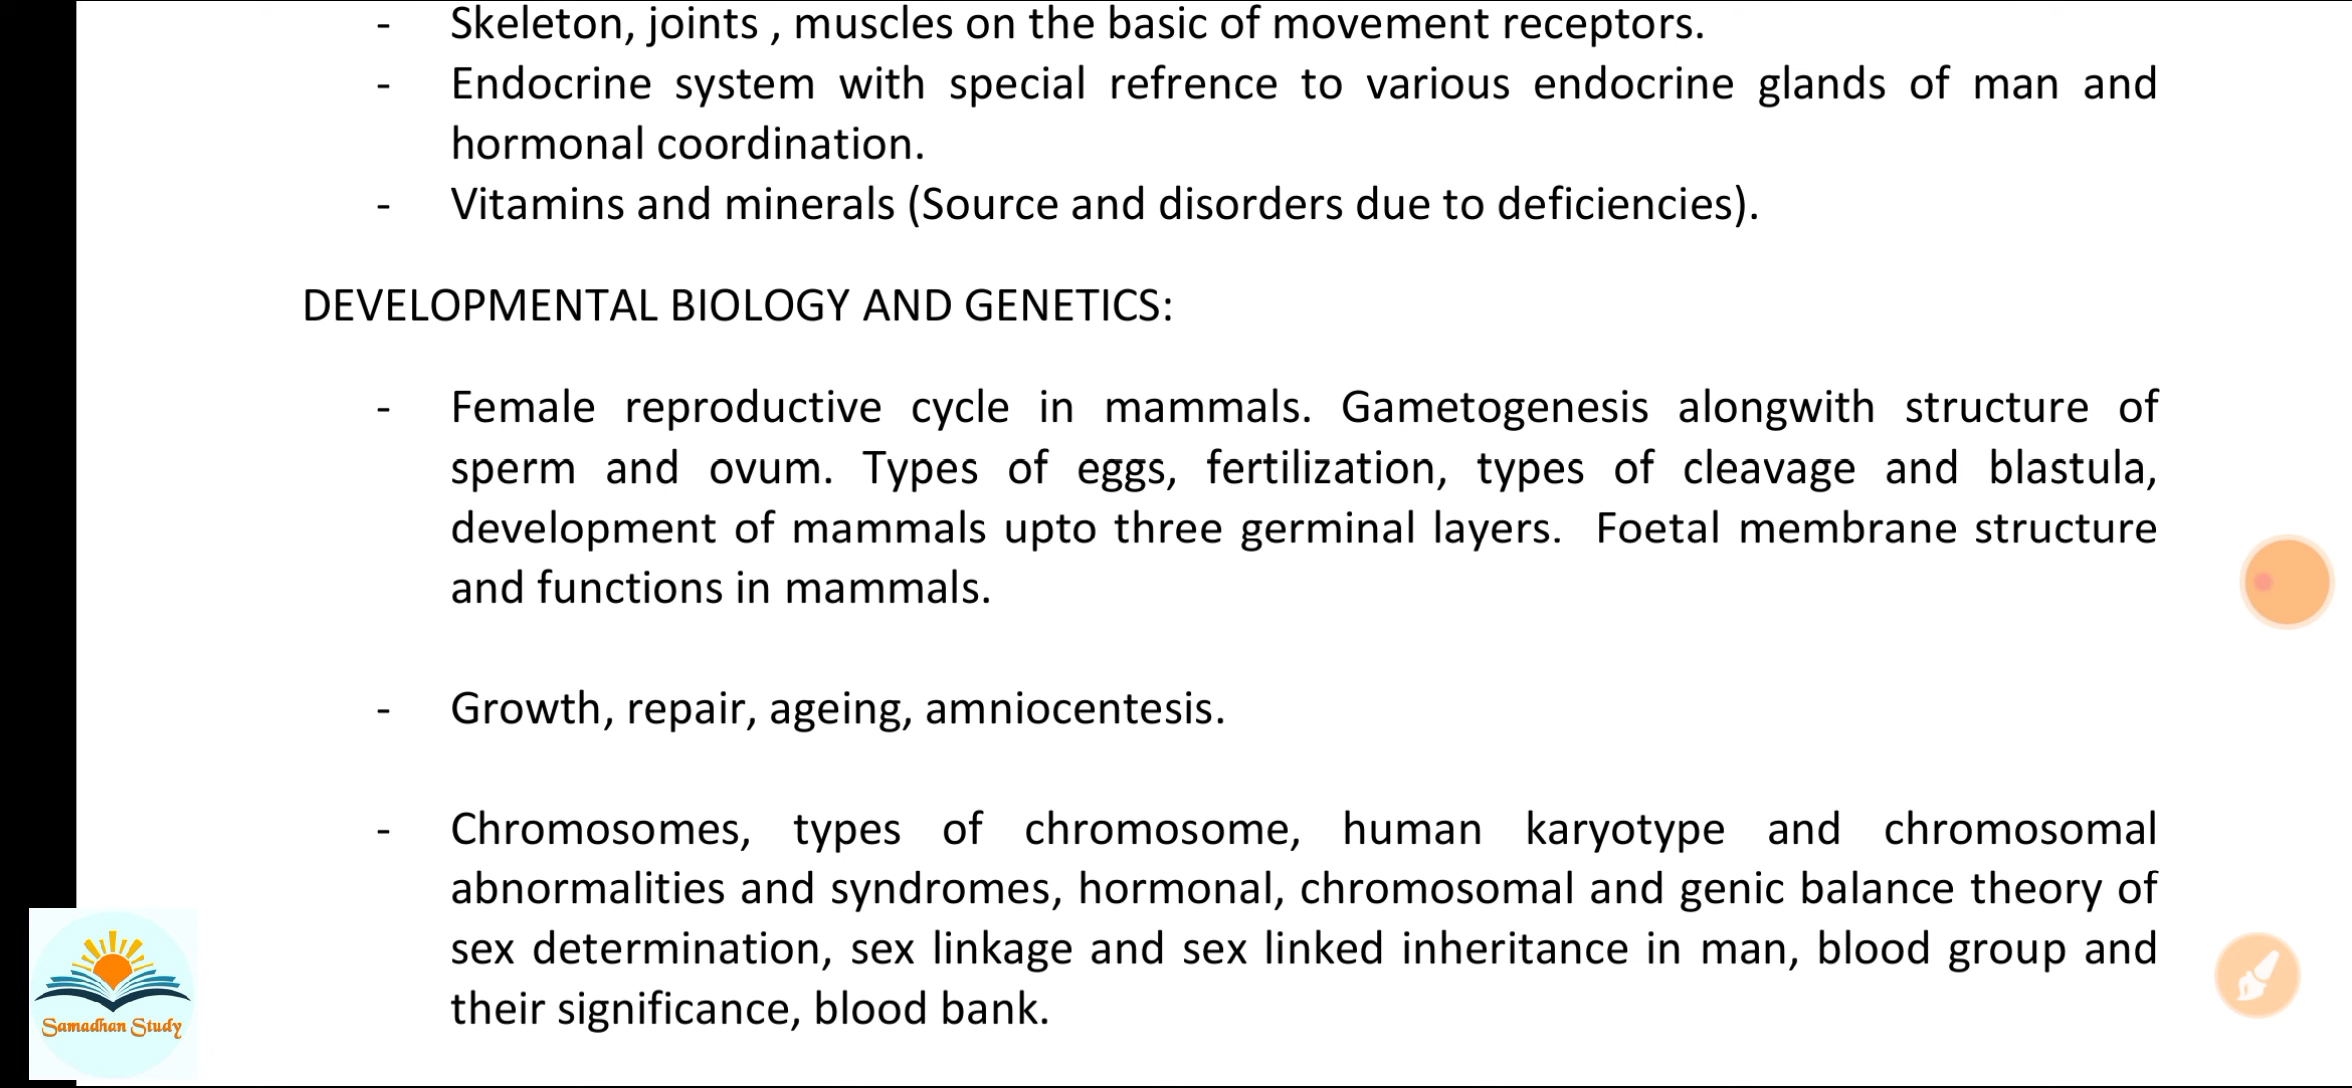 - Skeleton, joints , muscles on the basic of movement receptors.
- Endocrine system with special refrence to various endocrine glands of man and
hormonal coordination.
- Vitamins and minerals (Source and disorders due to deficiencies).
DEVELOPMENTAL BIOLOGY AND GENETICS:
- Female reproductive cycle in mammals. Gametogenesis alongwith structure of
sperm and ovum. Types of eggs, fertilization, types of cleavage and blastula,
development of mammals upto three germinal layers. Foetal membrane structure
and functions in mammals.
- Growth, repair, ageing, amniocentesis.
- Chromosomes, types of chromosome, human karyotype and chromosomal
abnormalities and syndromes, hormonal, chromosomal and genic balance theory of
sex determination, sex linkage and sex linked inheritance in man, blood group and
their significance, blood bank.
Samadhan Study